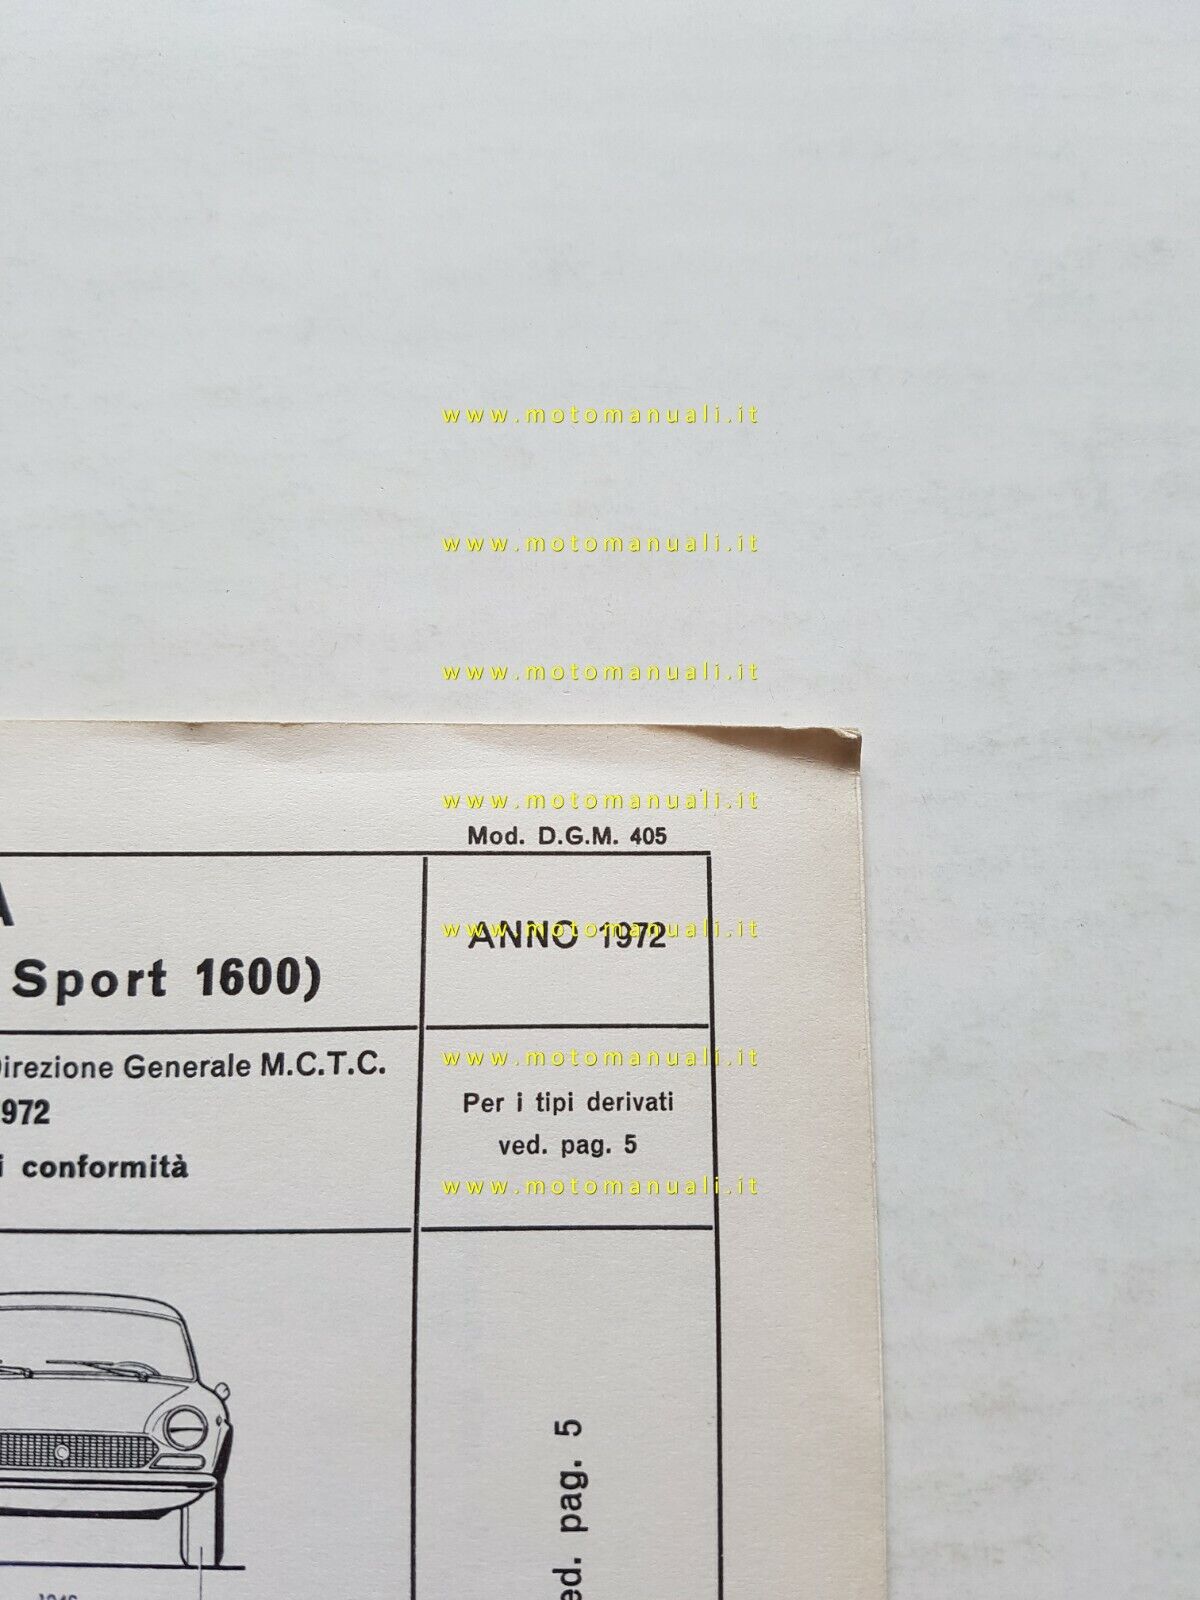 www.motomanuali.it
www.motomanuali.it
www.motomanuali.it
www.motomanuali.it
Mod. D.G.M. 405
A
ANNO 1972
www.motomanuali.it
Sport 1600)
Direzione Generale M.C.T.C.
www.motomanuali.it
972
Per i tipi derivati
ved. pag. 5
i conformità
www.motomanuali.it
ed. pag. 5